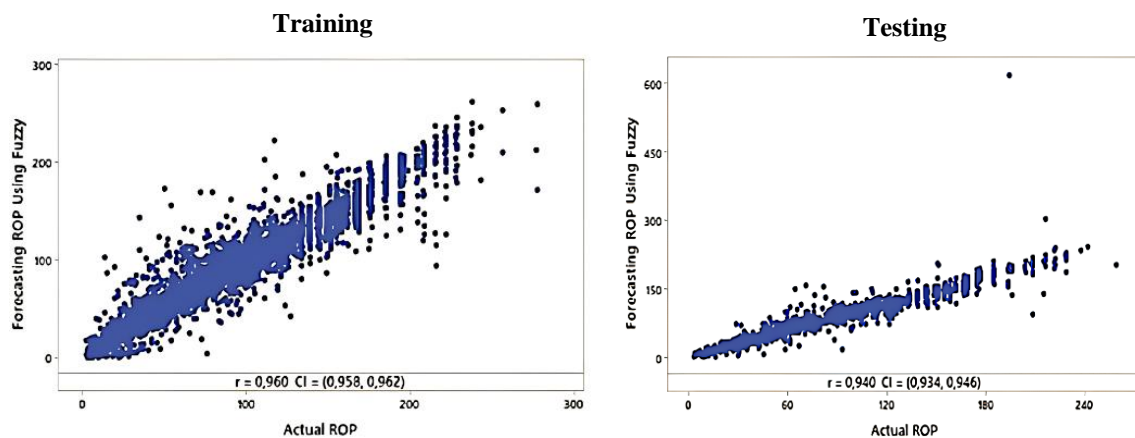 Training
Forecasting ROP Using Fuzzy
300
200
100
0
r = 0,960 CI = (0,958, 0,962)
0 100 200 300
Actual ROP
Testing
Forecasting ROP Using Fuzzy
600
450
300
150
0
r = 0,940 CI = (0,934, 0,946)
0 60 120 180 240
Actual ROP